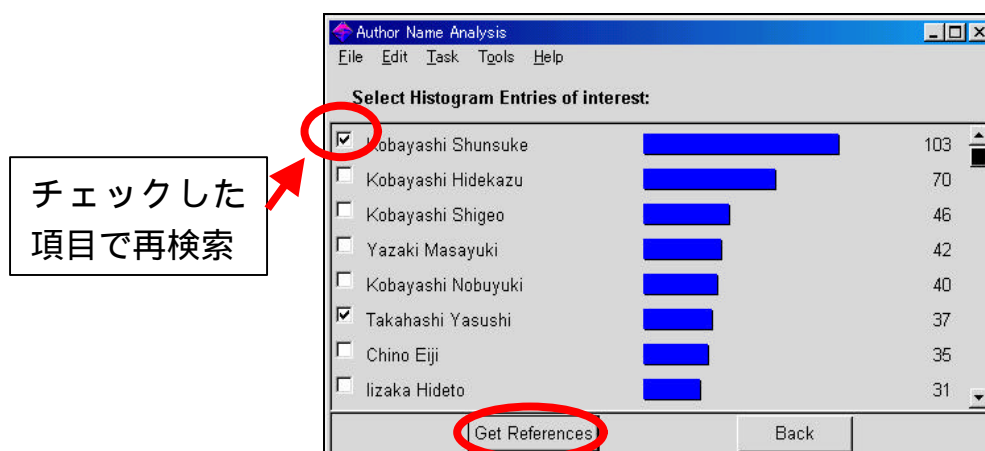 Author Name Analysis
File Edit Task Tools Help
Select Histogram Entries of interest:
Kobayashi Shunsuke 103
Kobayashi Hidekazu 70
Kobayashi Shigeo 46
Yazaki Masayuki 42
Kobayashi Nobuyuki 40
Takahashi Yasushi 37
Chino Eiji 35
Iizaka Hideto 31
Get References Back
チェックした
項目で再検索